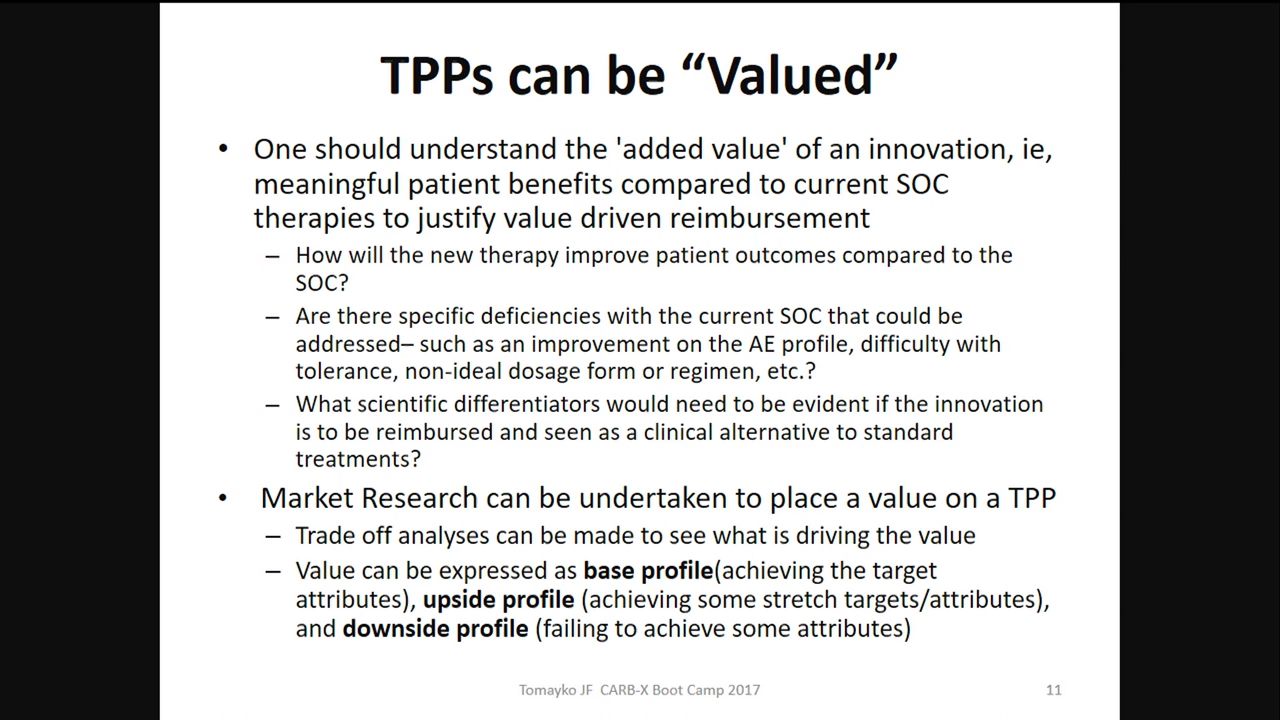 TPPs can be “Valued”
• One should understand the 'added value' of an innovation, ie,
meaningful patient benefits compared to current SOC
therapies to justify value driven reimbursement
– How will the new therapy improve patient outcomes compared to the
SOC?
– Are there specific deficiencies with the current SOC that could be
addressed– such as an improvement on the AE profile, difficulty with
tolerance, non-ideal dosage form or regimen, etc.?
– What scientific differentiators would need to be evident if the innovation
is to be reimbursed and seen as a clinical alternative to standard
treatments?
• Market Research can be undertaken to place a value on a TPP
– Trade off analyses can be made to see what is driving the value
– Value can be expressed as base profile(achieving the target
attributes), upside profile (achieving some stretch targets/attributes),
and downside profile (failing to achieve some attributes)
Tomayko JF CARB-X Boot Camp 2017
11